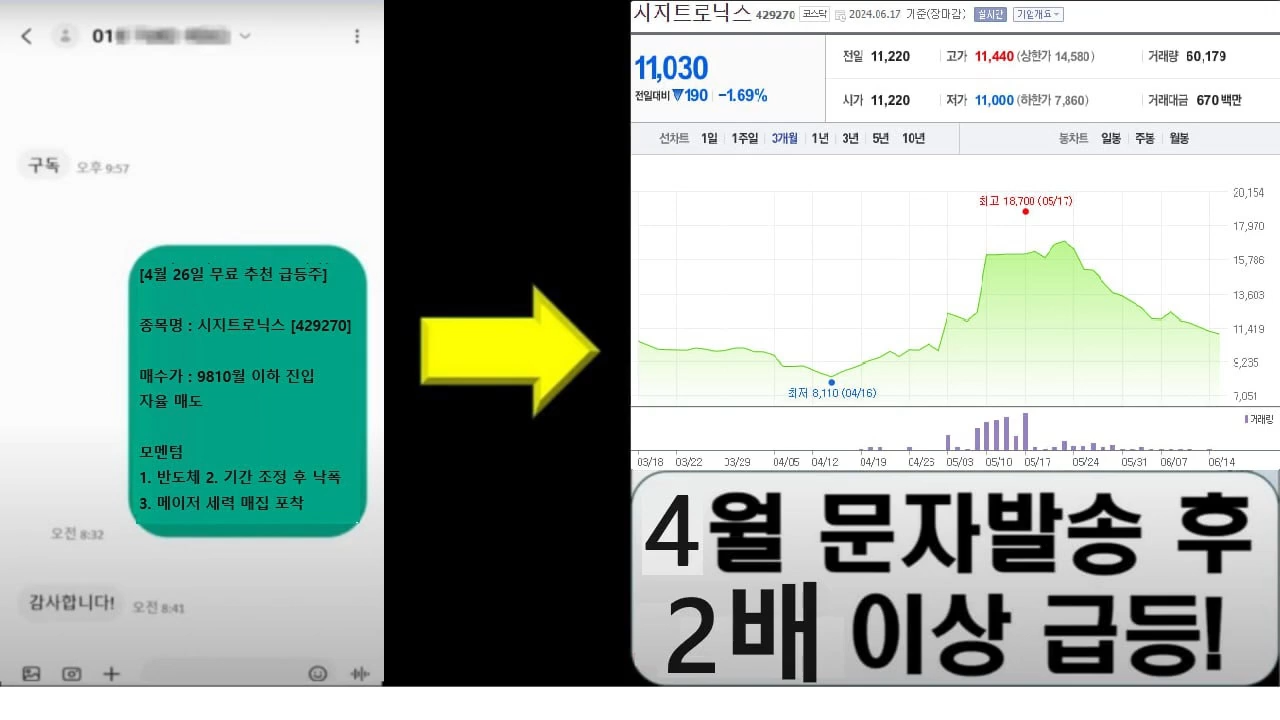 01
구독 오후 9:57
[4월 26일 무료 추천 급등주]
종목명 : 시지트로닉스 [429270]
매수가 : 9810월 이하 진입
자율 매도
모멘텀
1. 반도체 2. 기간 조정 후 낙폭
3. 메이저 세력 매집 포착
오전 8:32
감사합니다! 오전 8:41
시지트로닉스 429270 코스닥 2024.06.17 기준(장마감) 실시간 기업개요
11,030
전일대비 ▼190 -1.69%
전일 11,220 고가 11,440 (상한가 14,580) 거래량 60,179
시가 11,220 저가 11,000 (하한가 7,860) 거래대금 670 백만
선차트 1일 1주일 3개월 1년 3년 5년 10년 봉차트 일봉 주봉 월봉
최고 18,700 (05/17)
최저 8,110 (04/16)
20,154
17,970
15,786
13,603
11,419
9,235
7,051
거래량
03/18 03/22 03/29 04/05 04/12 04/19 04/26 05/03 05/10 05/17 05/24 05/31 06/07 06/14
4월 문자발송 후
2배 이상 급등!